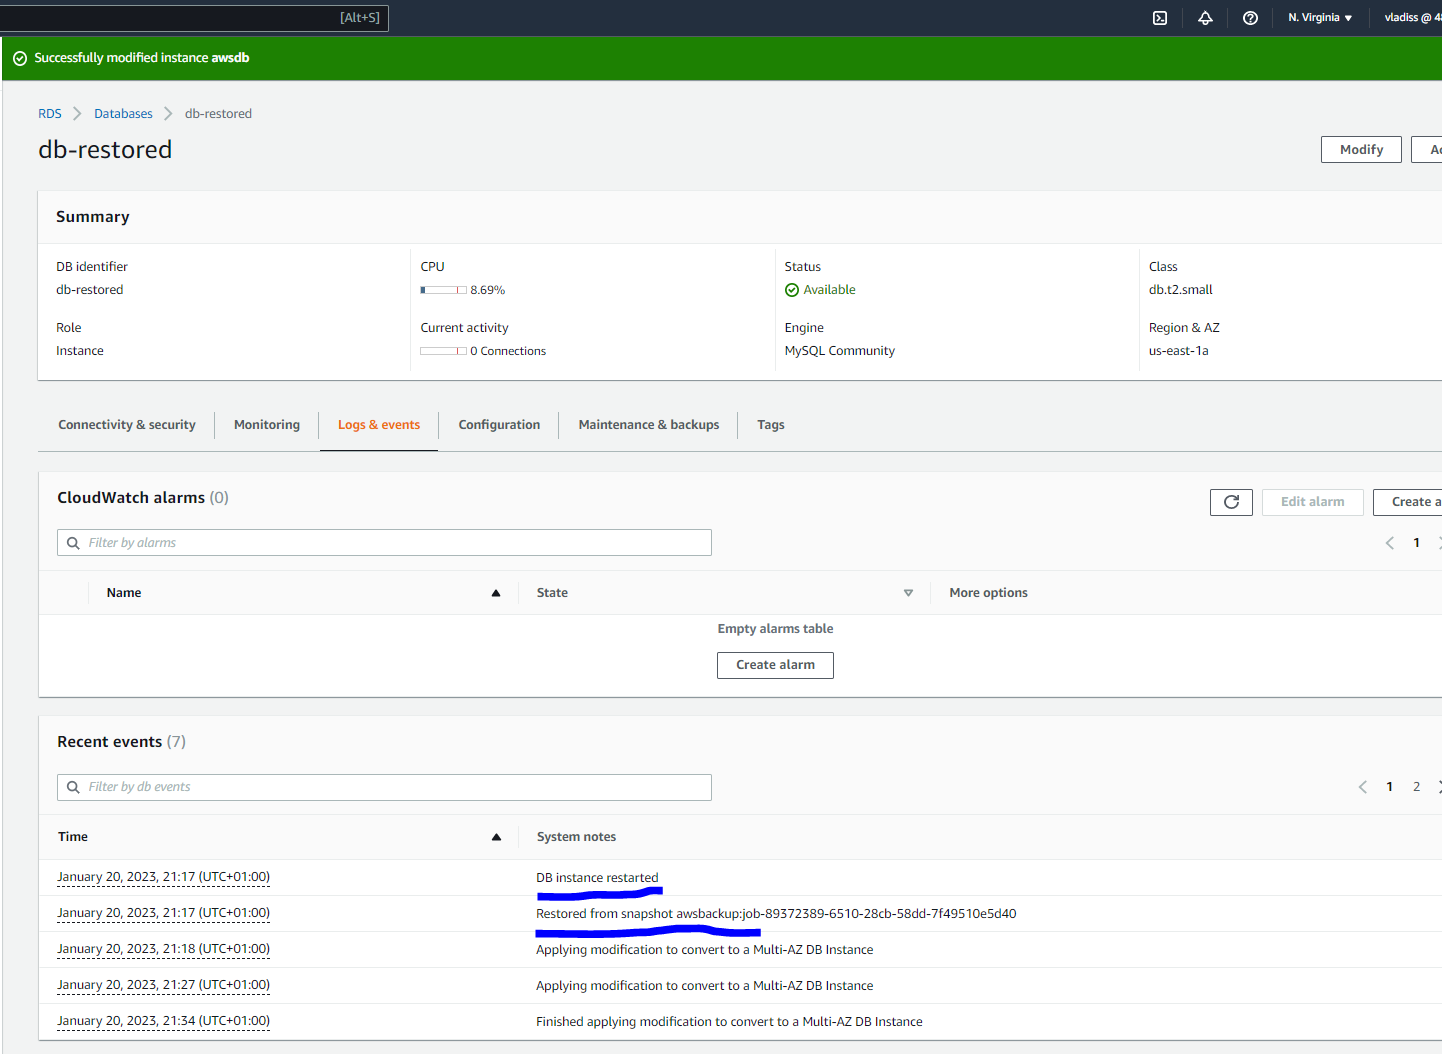 [Alt+S]
N. Virginia ▼
vladiss @ 4
Successfully modified instance awsdb
RDS > Databases > db-restored
db-restored
Modify
Summary
DB identifier
db-restored
CPU
8.69%
Status
Available
Class
db.t2.small
Role
Instance
Current activity
0 Connections
Engine
MySQL Community
Region & AZ
us-east-1a
Connectivity & security
Monitoring
Logs & events
Configuration
Maintenance & backups
Tags
CloudWatch alarms (0)
Edit alarm
Create a
Filter by alarms
1
Name
State
More options
Empty alarms table
Create alarm
Recent events (7)
Filter by db events
1 2
Time
System notes
January 20, 2023, 21:17 (UTC+01:00)
DB instance restarted
January 20, 2023, 21:17 (UTC+01:00)
Restored from snapshot awsbackup:job-89372389-6510-28cb-58dd-7f49510e5d40
January 20, 2023, 21:18 (UTC+01:00)
Applying modification to convert to a Multi-AZ DB Instance
January 20, 2023, 21:27 (UTC+01:00)
Applying modification to convert to a Multi-AZ DB Instance
January 20, 2023, 21:34 (UTC+01:00)
Finished applying modification to convert to a Multi-AZ DB Instance